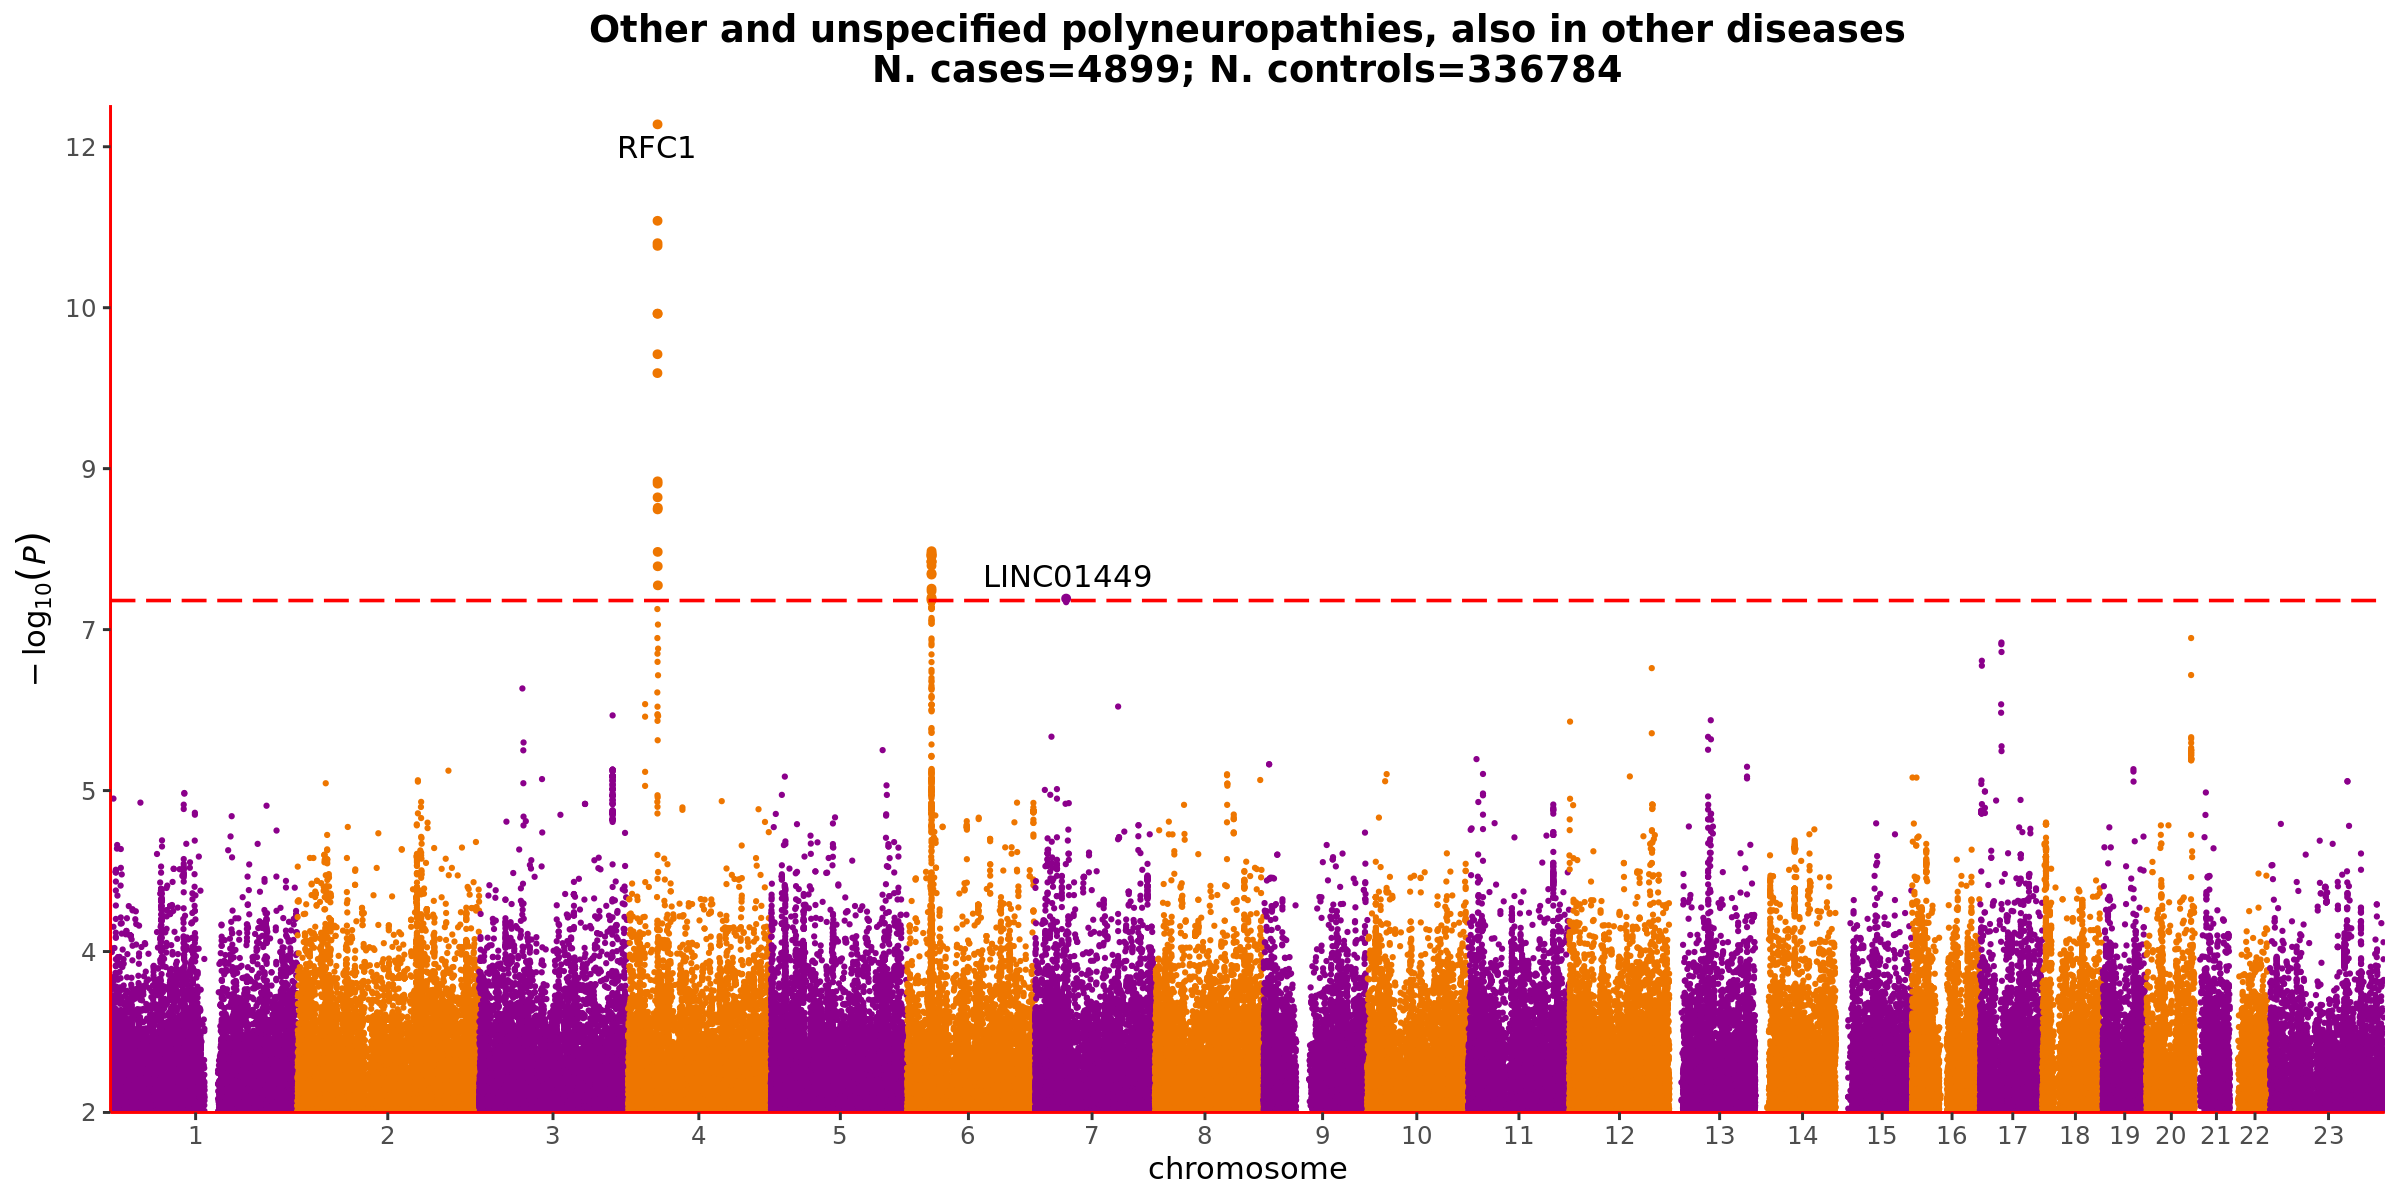 Other and unspecified polyneuropathies, also in other diseases
N. cases=4899; N. controls=336784
12
RFC1
10
9
LINC01449
7
5
4
2
−log₁₀(P)
1 2 3 4 5 6 7 8 9 10 11 12 13 14 15 16 17 18 19 20 21 22 23
chromosome